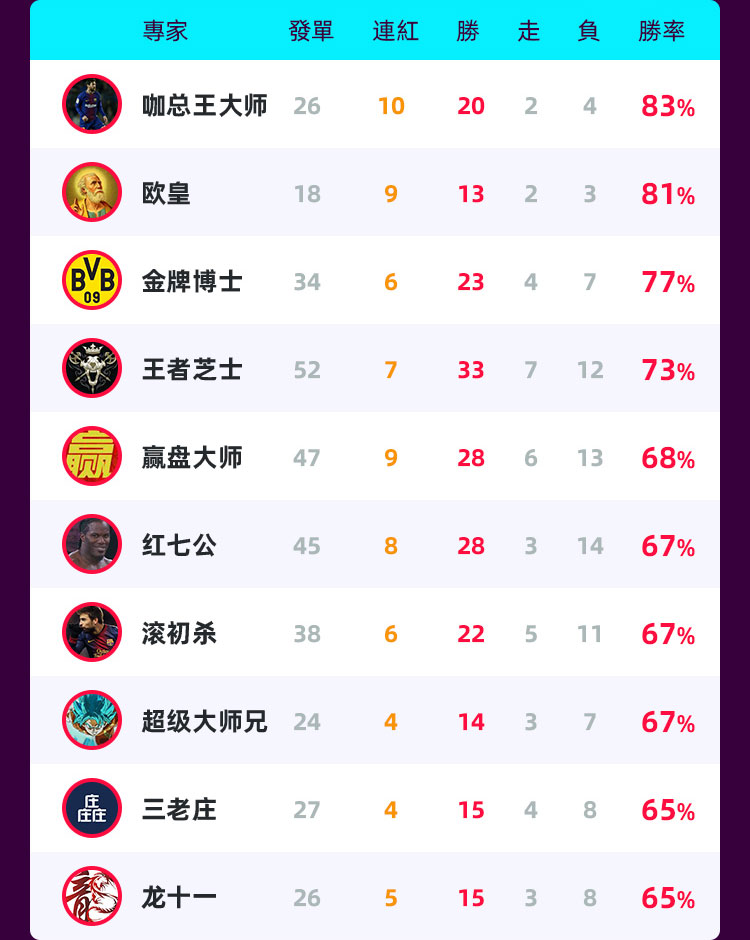 專家 發單 連紅 勝 走 負 勝率
咖总王大师 26 10 20 2 4 83%
欧皇 18 9 13 2 3 81%
BVB 09
金牌博士 34 6 23 4 7 77%
王者芝士 52 7 33 7 12 73%
赢
赢盘大师 47 9 28 6 13 68%
红七公 45 8 28 3 14 67%
滚初杀 38 6 22 5 11 67%
超级大师兄 24 4 14 3 7 67%
庄
庄庄
三老庄 27 4 15 4 8 65%
龍
龙十一 26 5 15 3 8 65%